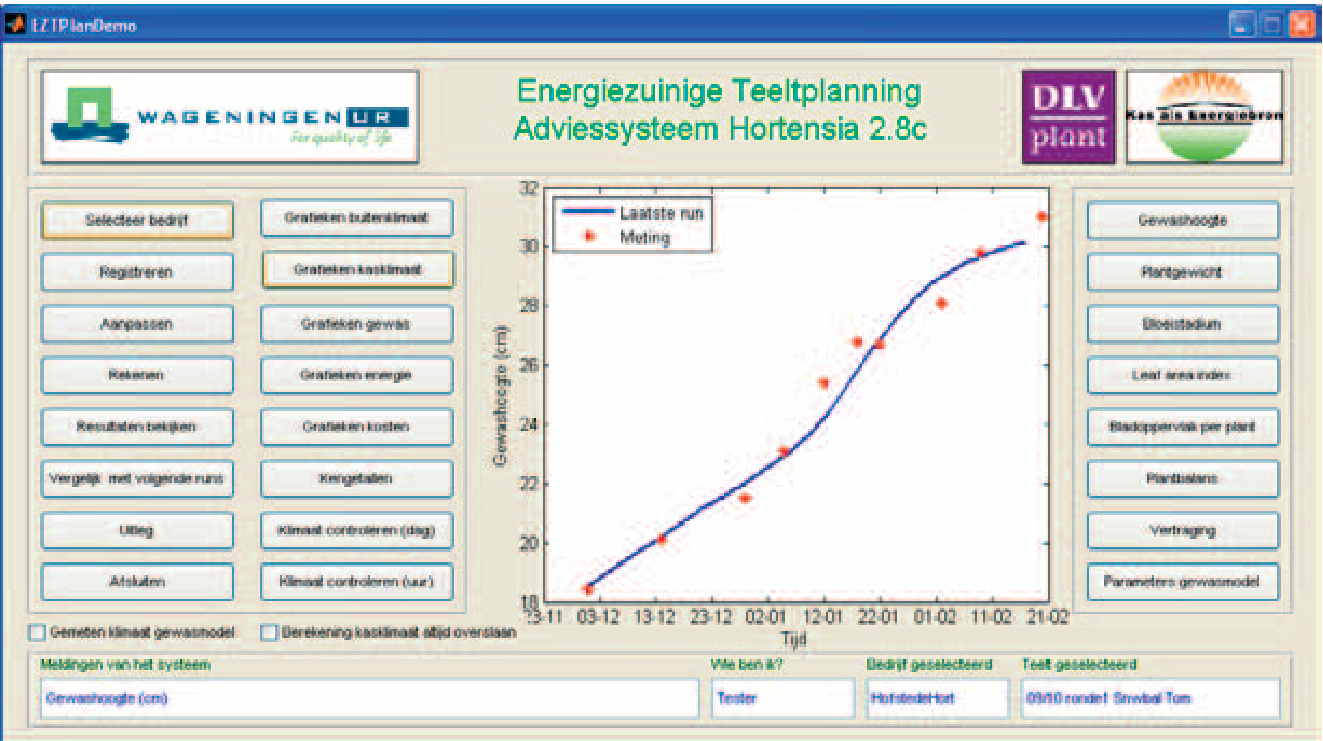 EZTPlanDemo
WAGENINGEN UR
For quality of life
Energiezuinige Teeltplanning
Adviessysteem Hortensia 2.8c
DLV
plant
Kas als Energiebron
Selecteer bedrijf
Registreren
Aanpassen
Rekenen
Resultaten bekijken
Vergelijk met volgende runs
Uitleg
Afsluiten
Grafieken buitenklimaat
Grafieken kasklimaat
Grafieken gewas
Grafieken energie
Grafieken kosten
Kengetallen
Klimaat controleren (dag)
Klimaat controleren (uur)
Gemeten klimaat gewasmodel
Berekening kasklimaat altijd overslaan
Laatste run
Meting
Gewashoogte (cm)
32
30
28
26
24
22
20
18
23-11 03-12 13-12 23-12 02-01 12-01 22-01 01-02 11-02 21-02
Tijd
Gewashoogte
Plantgewicht
Bloeistadium
Leaf area index
Bladoppervlak per plant
Plantbalans
Vertraging
Parameters gewasmodel
Meldingen van het systeem
Gewashoogte (cm)
Wie ben ik?
Tester
Bedrijf geselecteerd
HofstedeHort
Teelt geselecteerd
09/10 ronde1 Snwbal Tom